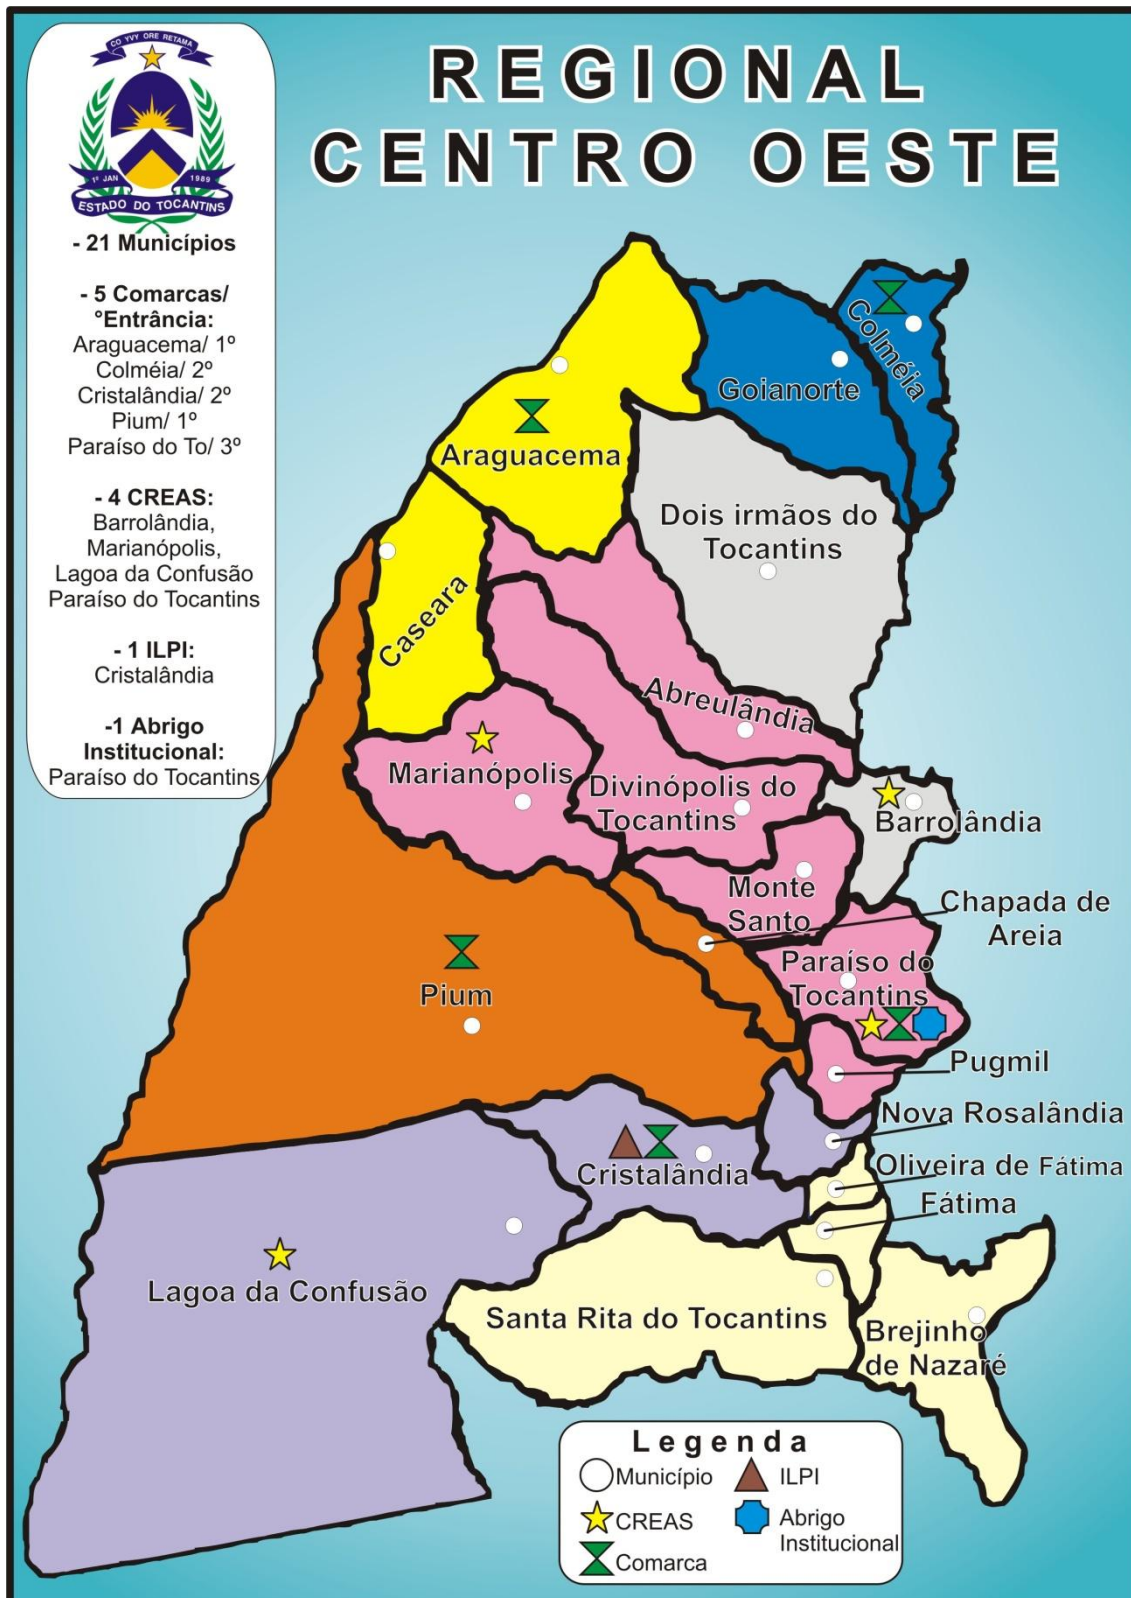 REGIONAL
CENTRO OESTE
CO YVY ORE RETAMA
1º JAN 1989
ESTADO DO TOCANTINS
- 21 Municípios
- 5 Comarcas/
°Entrância:
Araguacema/ 1º
Colméia/ 2º
Cristalândia/ 2º
Pium/ 1º
Paraíso do To/ 3º
- 4 CREAS:
Barrolândia,
Marianópolis,
Lagoa da Confusão
Paraíso do Tocantins
- 1 ILPI:
Cristalândia
-1 Abrigo
Institucional:
Paraíso do Tocantins
Colméia
Goianorte
Araguacema
Dois irmãos do
Tocantins
Caseara
Abreulândia
Marianópolis
Divinópolis do
Tocantins
Barrolândia
Monte
Santo
Chapada de
Areia
Paraíso do
Tocantins
Pium
Pugmil
Nova Rosalândia
Cristalândia
Oliveira de Fátima
Fátima
Lagoa da Confusão
Santa Rita do Tocantins
Brejinho
de Nazaré
Legenda
Município
ILPI
CREAS
Abrigo
Institucional
Comarca